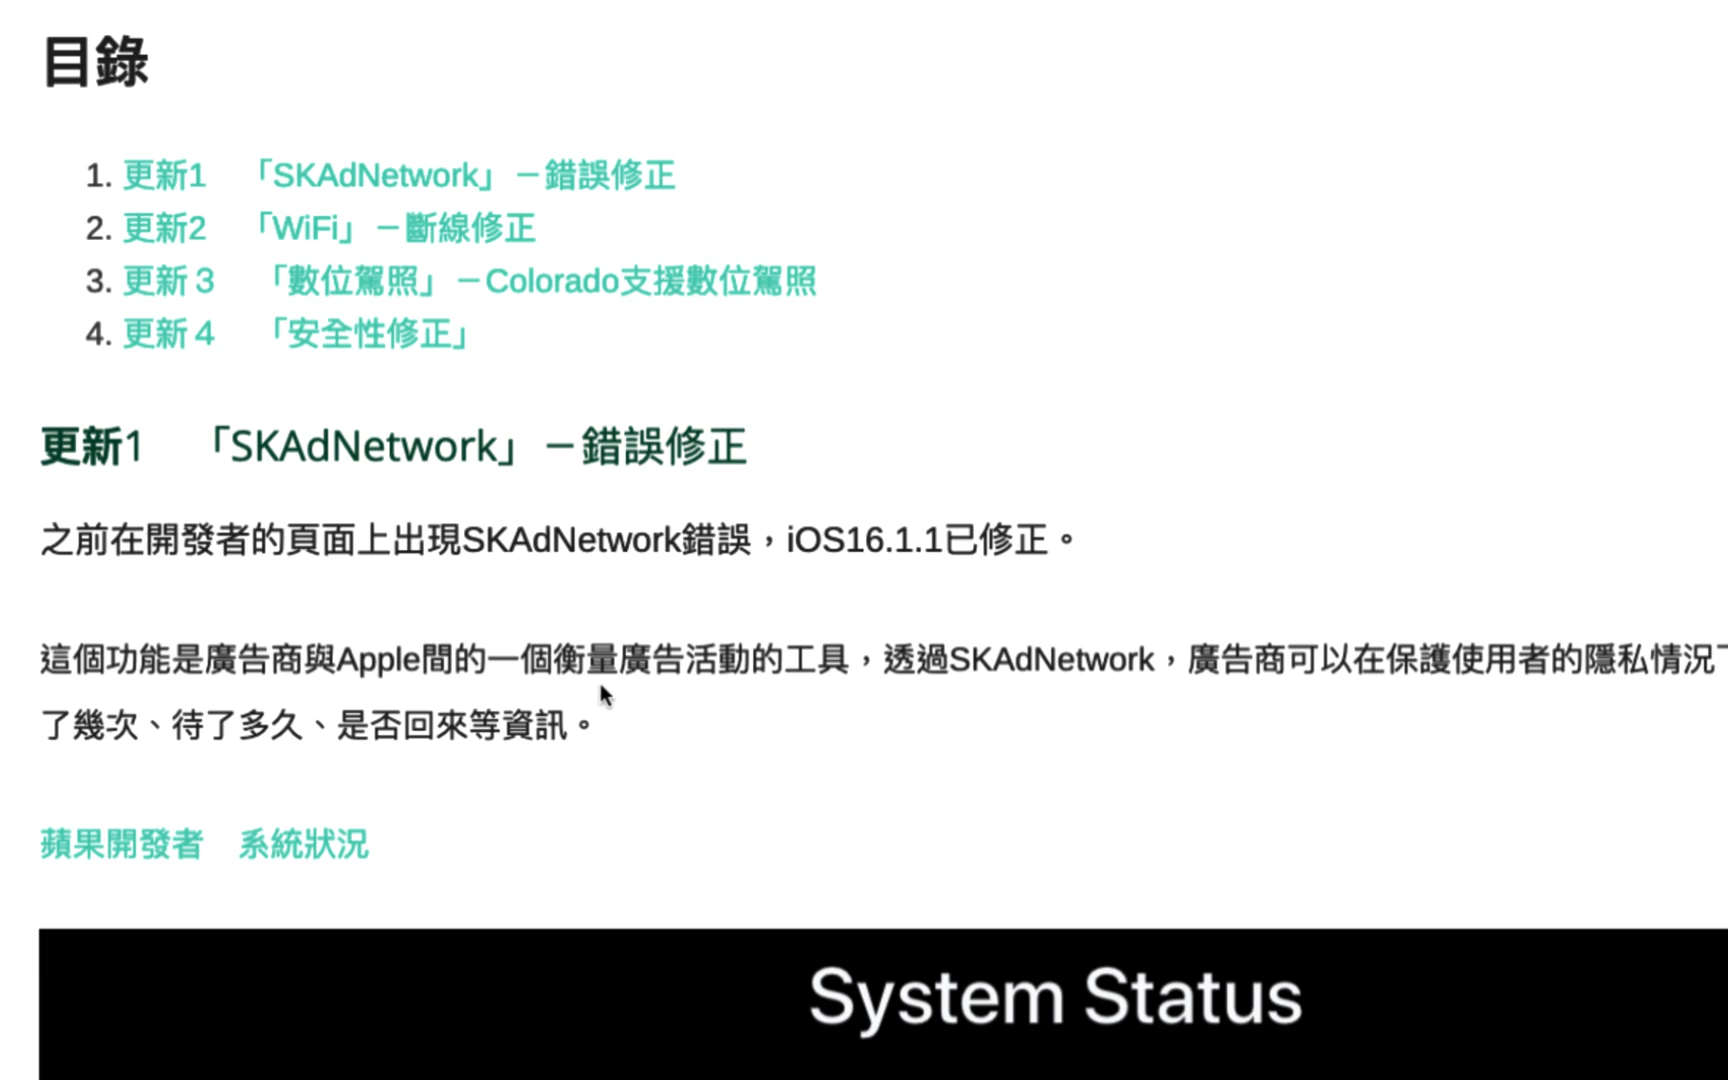 目錄
1. 更新1 「SKAdNetwork」－錯誤修正
2. 更新2 「WiFi」－斷線修正
3. 更新３ 「數位駕照」－Colorado支援數位駕照
4. 更新４ 「安全性修正」
更新1 「SKAdNetwork」－錯誤修正
之前在開發者的頁面上出現SKAdNetwork錯誤，iOS16.1.1已修正。
這個功能是廣告商與Apple間的一個衡量廣告活動的工具，透過SKAdNetwork，廣告商可以在保護使用者的隱私情況
了幾次、待了多久、是否回來等資訊。
蘋果開發者 系統狀況
System Status